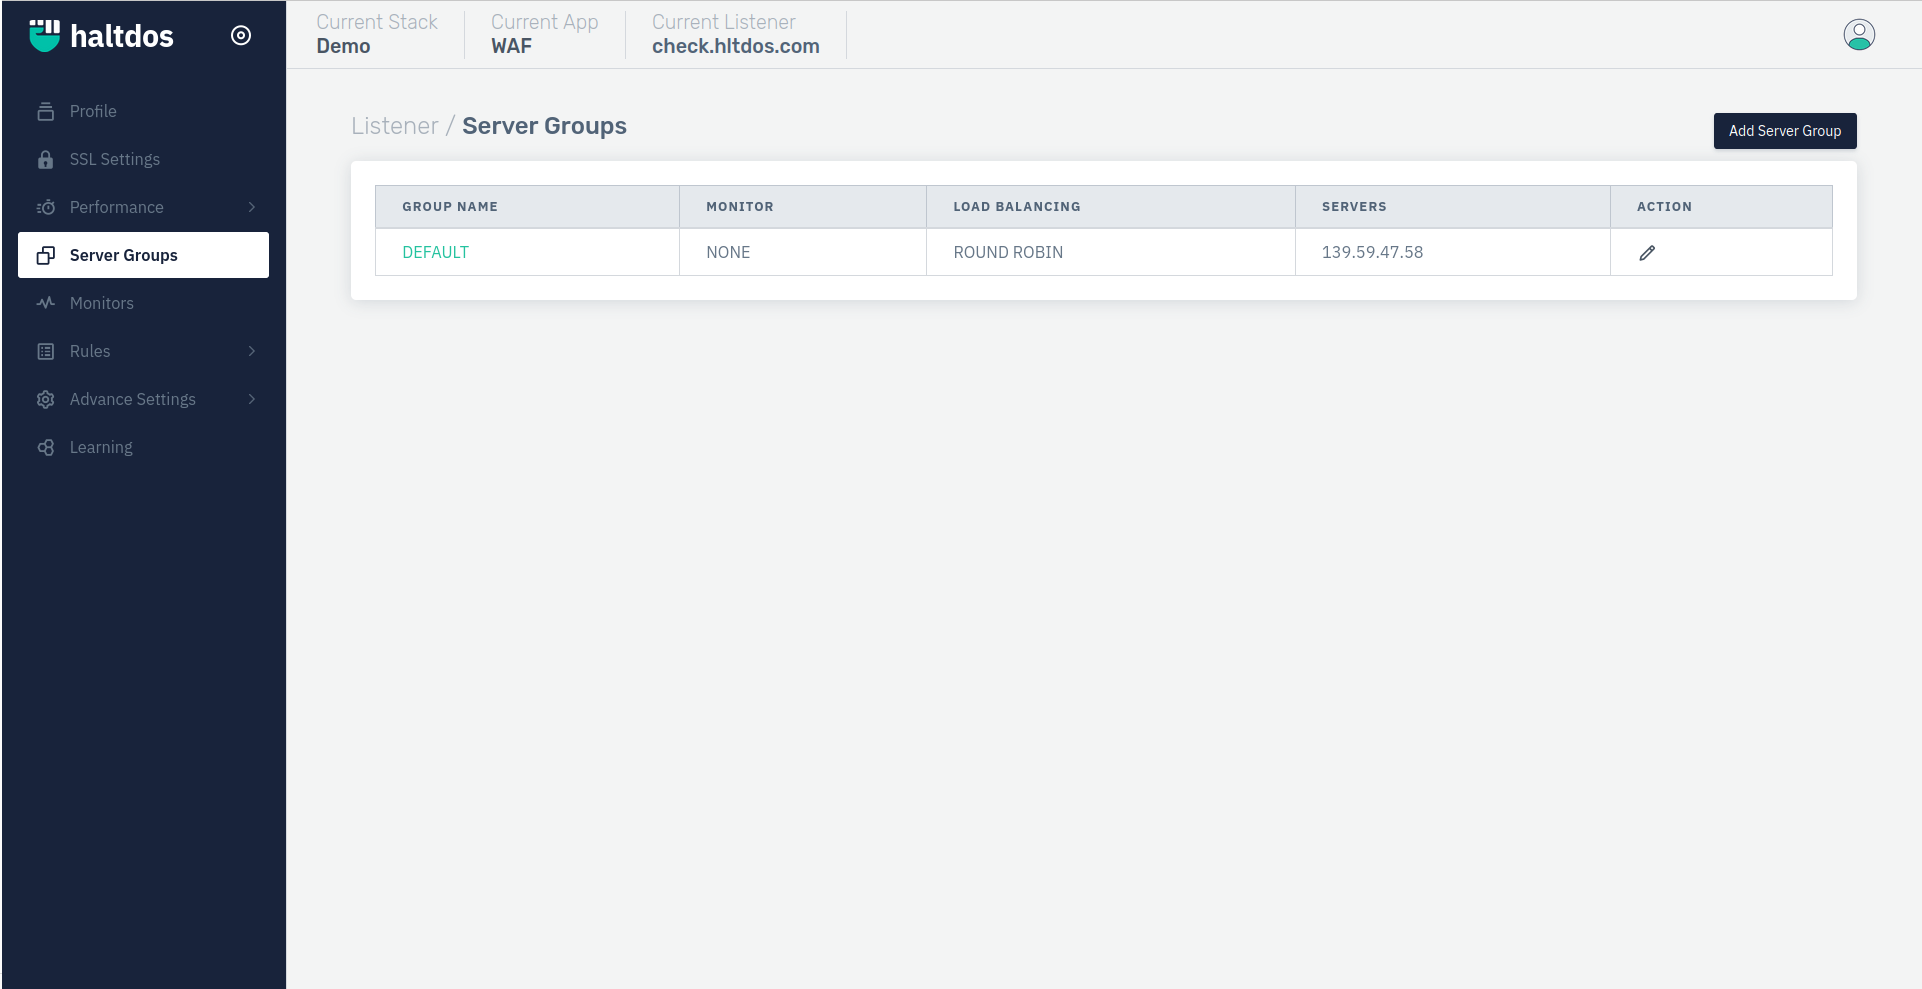 haltdos
Profile
SSL Settings
Performance
Server Groups
Monitors
Rules
Advance Settings
Learning
Current Stack
Demo
Current App
WAF
Current Listener
check.hltdos.com
Listener / Server Groups
Add Server Group
GROUP NAME MONITOR LOAD BALANCING SERVERS ACTION
DEFAULT NONE ROUND ROBIN 139.59.47.58